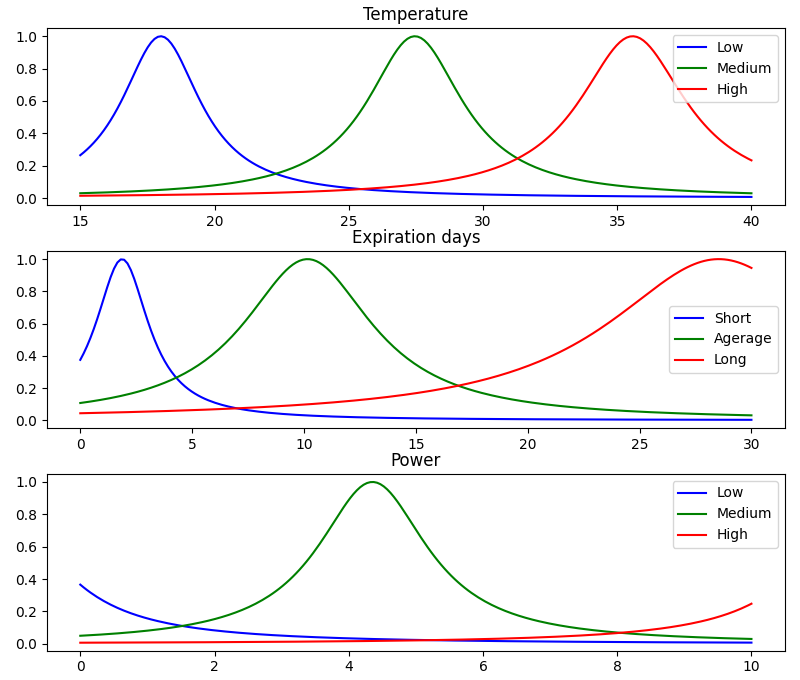 Temperature
1.0
0.8
0.6
0.4
0.2
0.0
Low
Medium
High
15 20 25 30 35 40
Expiration days
1.0
0.8
0.6
0.4
0.2
0.0
Short
Agerage
Long
0 5 10 15 20 25 30
Power
1.0
0.8
0.6
0.4
0.2
0.0
Low
Medium
High
0 2 4 6 8 10